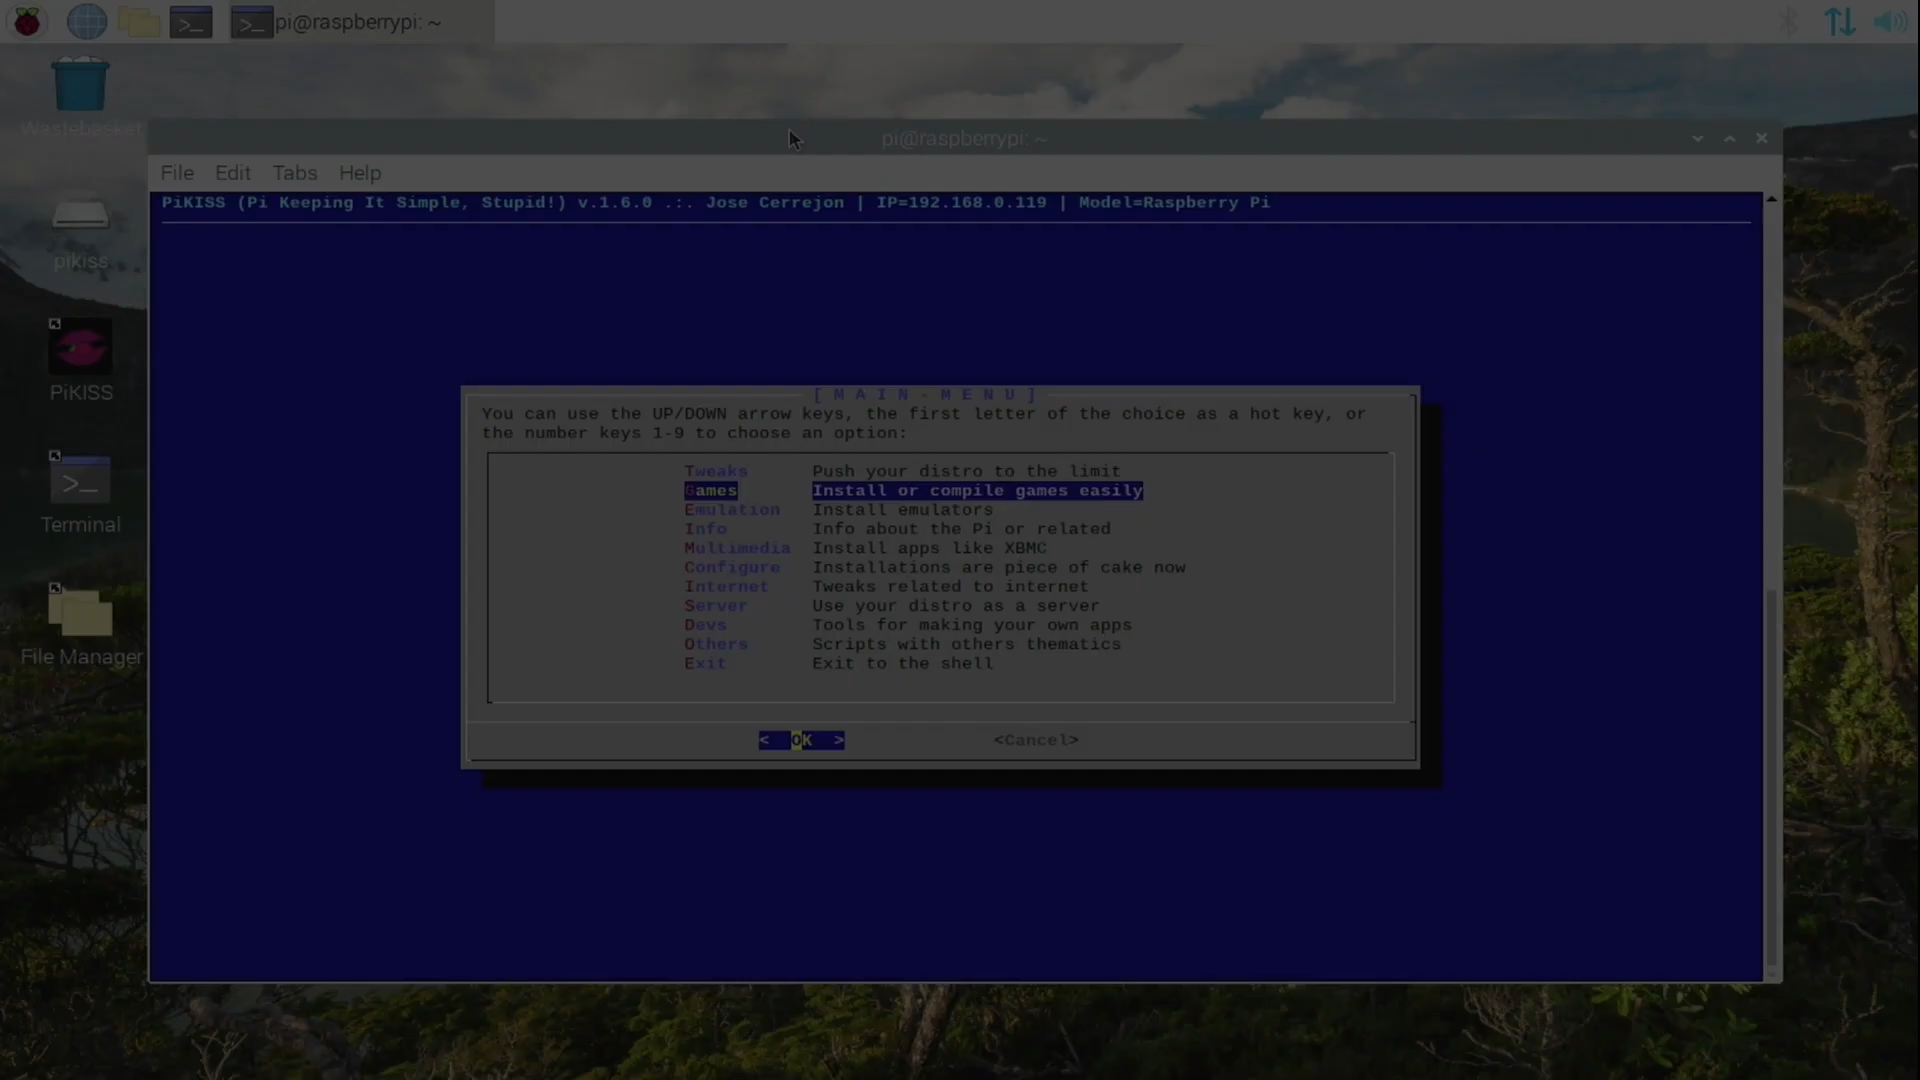 pi@raspberrypi: ~
Wastebasket
pi@raspberrypi: ~
File Edit Tabs Help
PiKISS (Pi Keeping It Simple, Stupid!) v.1.6.0 .:. Jose Cerrejon | IP=192.168.0.119 | Model=Raspberry Pi
pikiss
PiKISS
Terminal
File Manager
[ M A I N - M E N U ]
You can use the UP/DOWN arrow keys, the first letter of the choice as a hot key, or
the number keys 1-9 to choose an option:
Tweaks Push your distro to the limit
Games Install or compile games easily
Emulation Install emulators
Info Info about the Pi or related
Multimedia Install apps like XBMC
Configure Installations are piece of cake now
Internet Tweaks related to internet
Server Use your distro as a server
Devs Tools for making your own apps
Others Scripts with others thematics
Exit Exit to the shell
< OK > <Cancel>